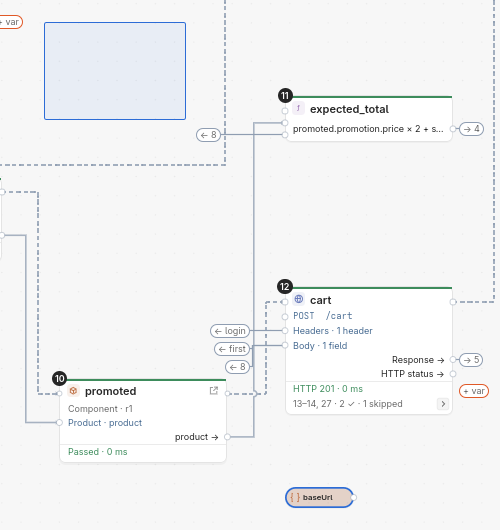 + var
11
ƒ
expected_total
promoted.promotion.price × 2 + s...
← 8
→ 4
12
cart
POST /cart
← login
Headers · 1 header
← first
Body · 1 field
← 8
Response →
→ 5
HTTP status →
HTTP 201 · 0 ms
+ var
13–14, 27 · 2 ✓ · 1 skipped
10
promoted
Component · r1
Product · product
product →
Passed · 0 ms
{ } baseUrl